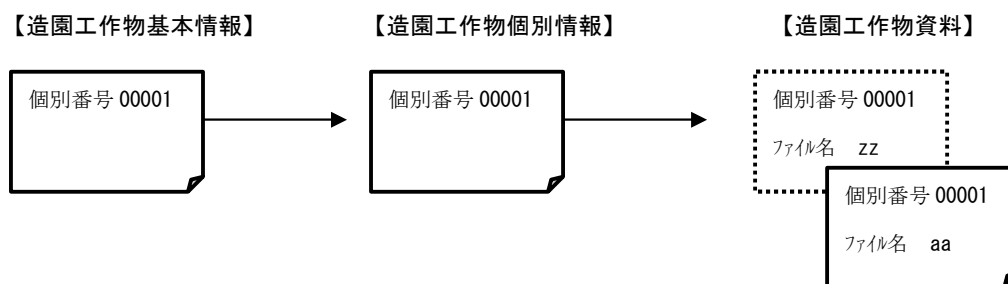 【造園工作物基本情報】
【造園工作物個別情報】
【造園工作物資料】
個別番号 00001
個別番号 00001
個別番号 00001
ﾌｧｲﾙ名 zz
個別番号 00001
ﾌｧｲﾙ名 aa